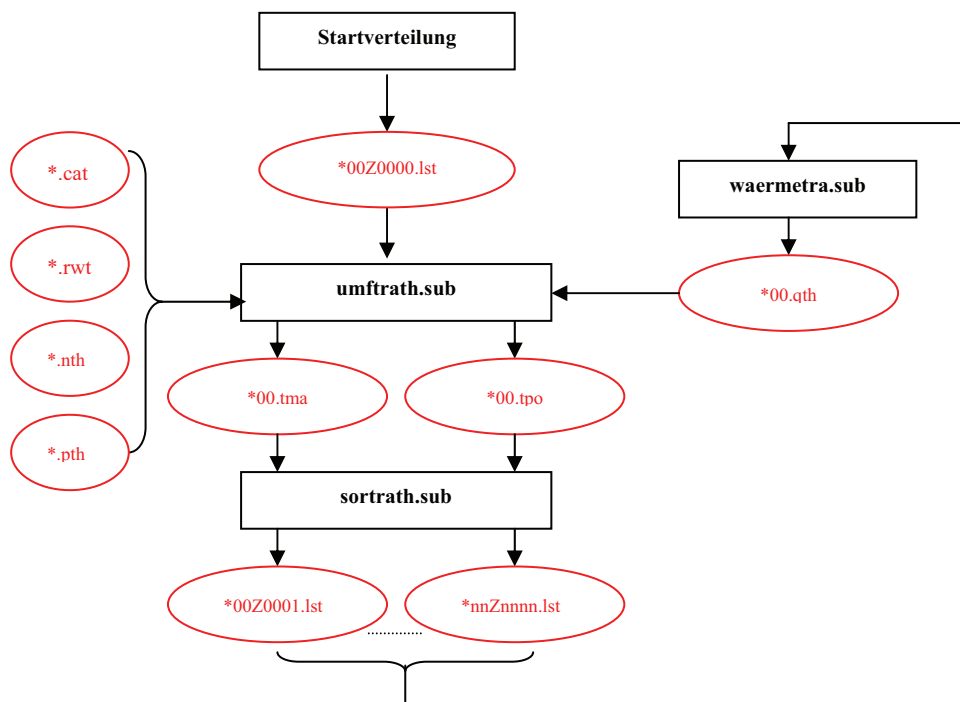 Startverteilung
*.cat
*00Z0000.lst
waermetra.sub
*.rwt
umftrath.sub
*00.qth
*.nth
*00.tma
*00.tpo
*.pth
sortrath.sub
*00Z0001.lst
*nnZnnnn.lst